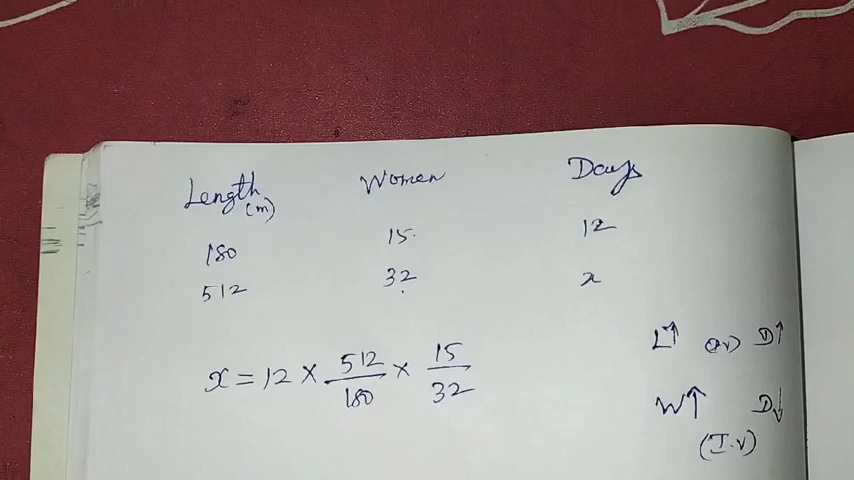 Length (m) Women Days
180 15 12
512 32 x
x = 12 × 512/180 × 15/32
L↑ (D.V) D↑
W↑ D↓
(I.V)